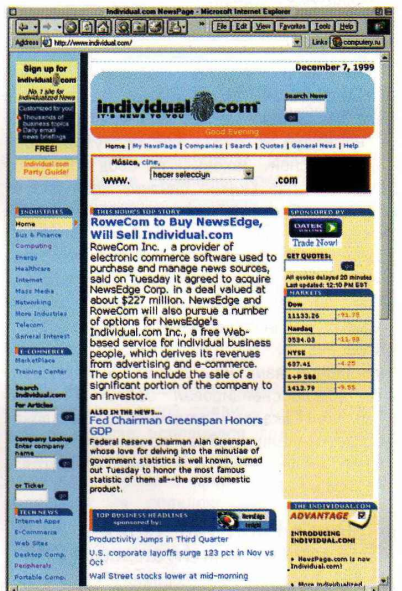 Individual.com NewsPage - Microsoft Internet Explorer
File Edit View Favorites Tools Help
Address http://www.individual.com/
Links computery.ru
Sign up for
individual.com
No. 1 site for
Individualized News
Customized for you!
Thousands of
business topics
Daily email
news briefings
FREE!
Individual.com
Party Guide!
December 7, 1999
individual.com
IT'S NEWS TO YOU
Search News
Good Evening
Home | My NewsPage | Companies | Search | Quotes | General News | Help
Música, cine,
www. hacer selecciyn .com
INDUSTRIES
Home
Bus & Finance
Computing
Energy
Healthcare
Internet
Mass Media
Networking
More Industries
Telecom
General Interest
E-COMMERCE
MarketPlace
Training Center
Search
Individual.com
For Articles
Company Lookup
Enter company
name
or Ticker
TECH NEWS
Internet Apps
E-Commerce
Web Sites
Desktop Comp.
Peripherals
Portable Comp.
THIS HOUR'S TOP STORY
RoweCom to Buy NewsEdge,
Will Sell Individual.com
RoweCom Inc. , a provider of
electronic commerce software used to
purchase and manage news sources,
said on Tuesday it agreed to acquire
NewsEdge Corp. in a deal valued at
about $227 million. NewsEdge and
RoweCom will also pursue a number
of options for NewsEdge's
Individual.com Inc., a free Web-
based service for individual business
people, which derives its revenues
from advertising and e-commerce.
The options include the sale of a
significant portion of the company to
an investor.
ALSO IN THE NEWS...
Fed Chairman Greenspan Honors
GDP
Federal Reserve Chairman Alan Greenspan,
whose love for delving into the minutiae of
government statistics is well known, turned
out Tuesday to honor the most famous
statistic of them all--the gross domestic
product.
TOP BUSINESS HEADLINES
sponsored by: NewsEdge Insight
Productivity Jumps in Third Quarter
U.S. corporate layoffs surge 123 pct in Nov vs
Oct
Wall Street stocks lower at mid-morning
SPONSORED BY
DATEK
ONLINE
Trade Now!
GET QUOTES:
All quotes delayed 20 minutes
Last updated: 12:10 PM EST
MARKETS
Dow
11133.26
Nasdaq
3534.03 -11.93
NYSE
637.41 -4.25
S+P 500
1413.79 -9.55
THE INDIVIDUAL.COM
ADVANTAGE
INTRODUCING
INDIVIDUAL.COM!
NewsPage.com is now
Individual.com!
More individualized